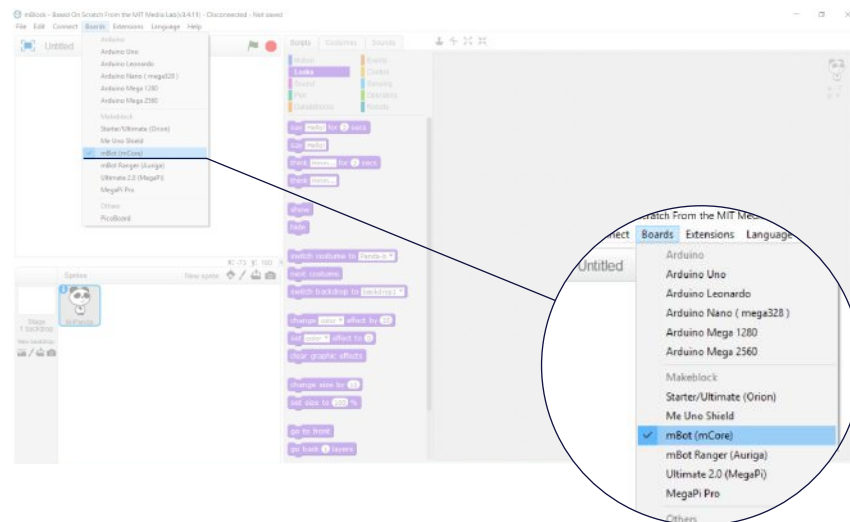 mBlock - Based On Scratch From the MIT Media Lab(v3.4.11) - Disconnected - Not saved
File Edit Connect Boards Extensions Language Help
Untitled
Arduino
Arduino Uno
Arduino Leonardo
Arduino Nano ( mega328 )
Arduino Mega 1280
Arduino Mega 2560
Makeblock
Starter/Ultimate (Orion)
Me Uno Shield
mBot (mCore)
mBot Ranger (Auriga)
Ultimate 2.0 (MegaPi)
MegaPi Pro
Others
PicoBoard
Scripts Costumes Sounds
Motion Events
Looks Control
Sound Sensing
Pen Operators
Data&Blocks Robots
say Hello! for 2 secs
say Hello!
think Hmm... for 2 secs
think Hmm...
show
hide
switch costume to Panda-b
next costume
switch backdrop to backdrop1
change color effect by 25
set color effect to 0
clear graphic effects
change size by 10
set size to 100 %
go to front
go back 1 layers
Sprites New sprite:
Stage
1 backdrop
New backdrop:
M-Panda
Scratch From the MIT Med
nnect Boards Extensions Language
Untitled
Arduino
Arduino Uno
Arduino Leonardo
Arduino Nano ( mega328 )
Arduino Mega 1280
Arduino Mega 2560
Makeblock
Starter/Ultimate (Orion)
Me Uno Shield
mBot (mCore)
mBot Ranger (Auriga)
Ultimate 2.0 (MegaPi)
MegaPi Pro
Others